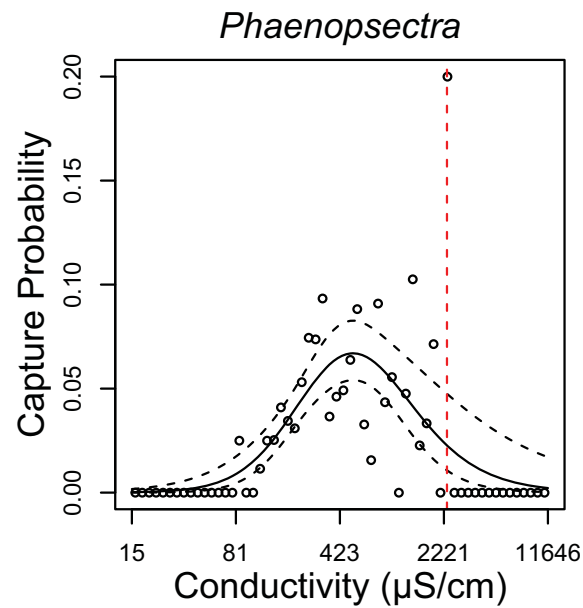 Phaenopsectra
Capture Probability
0.20
0.15
0.10
0.05
0.00
15 81 423 2221 11646
Conductivity (µS/cm)